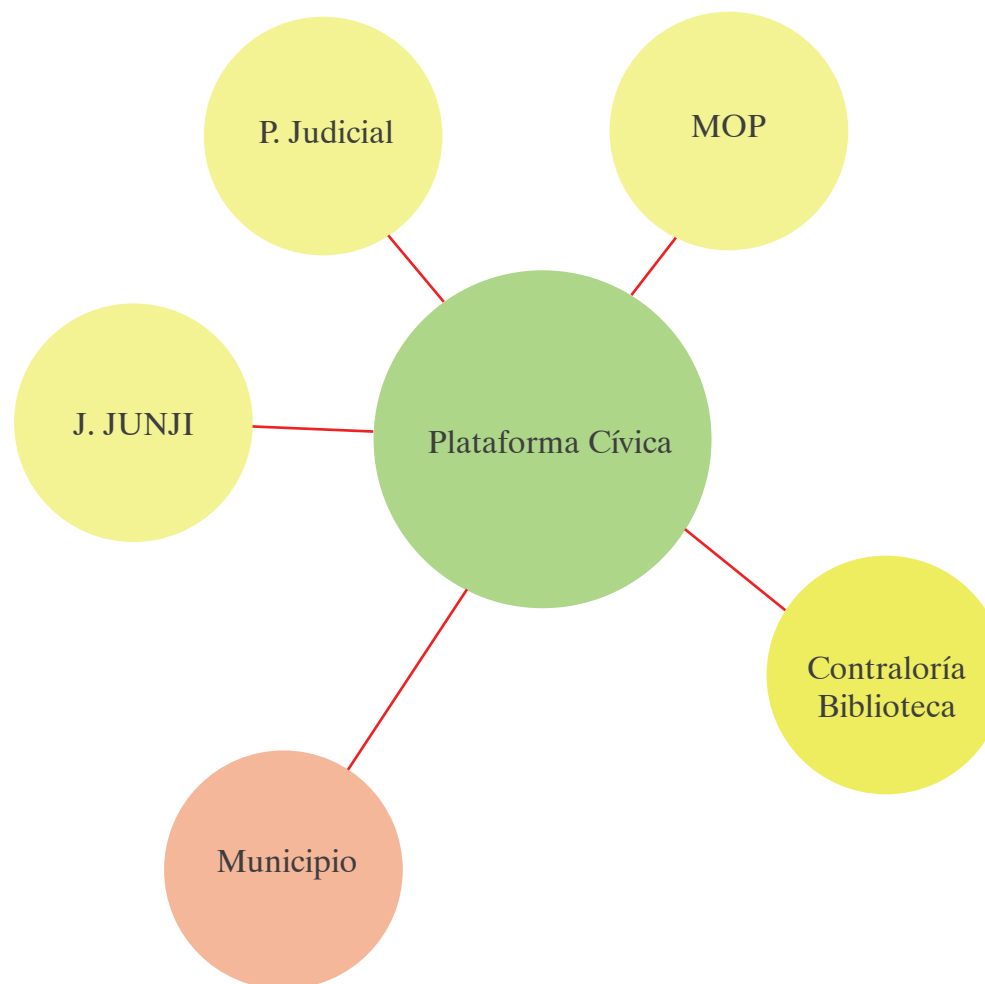 P. Judicial
MOP
J. JUNJI
Plataforma Cívica
Contraloría
Biblioteca
Municipio